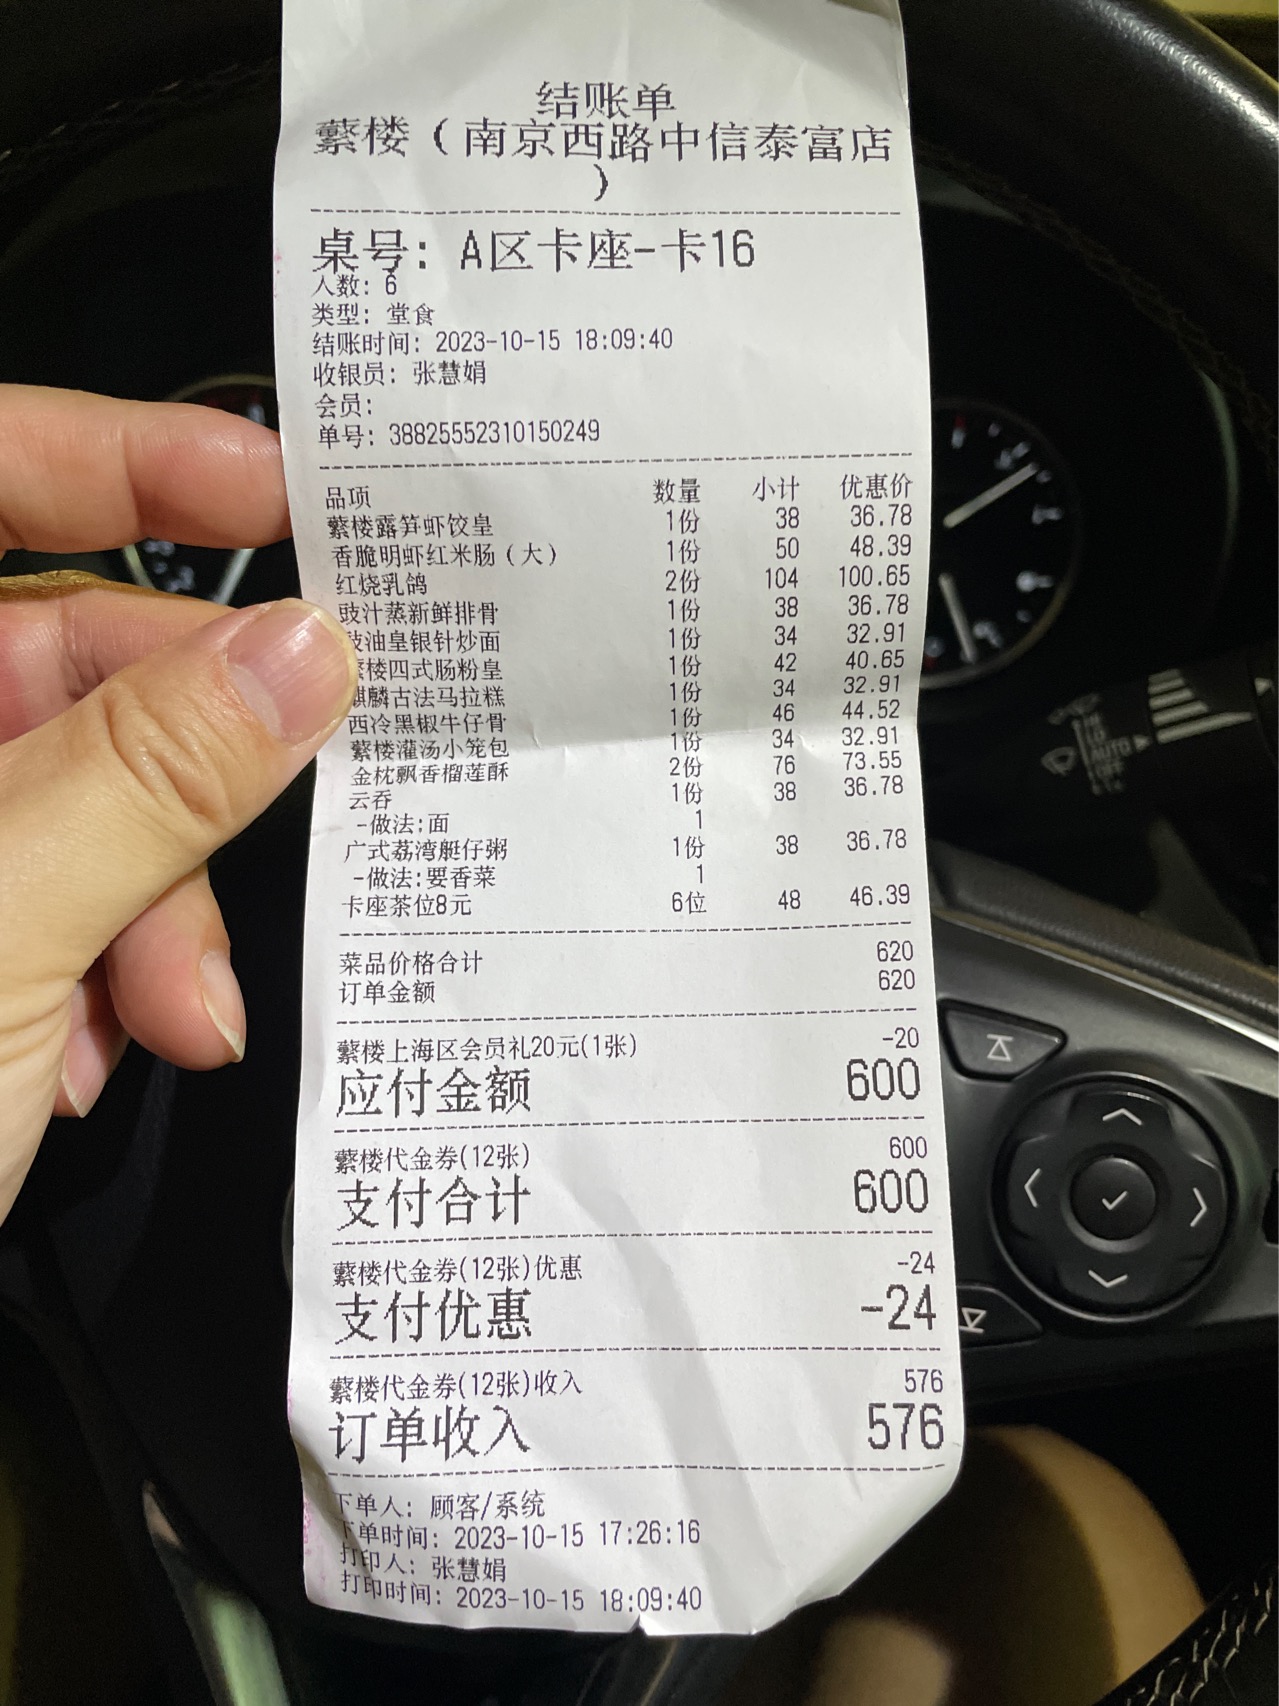 结账单
蘩楼（南京西路中信泰富店
）
桌号：A区卡座-卡16
人数：6
类型：堂食
结账时间：2023-10-15 18:09:40
收银员：张慧娟
会员：
单号：38825552310150249
品项 数量 小计 优惠价
蘩楼露笋虾饺皇 1份 38 36.78
香脆明虾红米肠（大） 1份 50 48.39
红烧乳鸽 2份 104 100.65
豉汁蒸新鲜排骨 1份 38 36.78
豉油皇银针炒面 1份 34 32.91
蘩楼四式肠粉皇 1份 42 40.65
麒麟古法马拉糕 1份 34 32.91
西冷黑椒牛仔骨 1份 46 44.52
蘩楼灌汤小笼包 1份 34 32.91
金枕飘香榴莲酥 2份 76 73.55
云吞 1份 38 36.78
-做法:面 1
广式荔湾艇仔粥 1份 38 36.78
-做法:要香菜 1
卡座茶位8元 6位 48 46.39
菜品价格合计 620
订单金额 620
蘩楼上海区会员礼20元(1张) -20
应付金额 600
蘩楼代金券(12张) 600
支付合计 600
蘩楼代金券(12张)优惠 -24
支付优惠 -24
蘩楼代金券(12张)收入 576
订单收入 576
下单人：顾客/系统
下单时间：2023-10-15 17:26:16
打印人：张慧娟
打印时间：2023-10-15 18:09:40